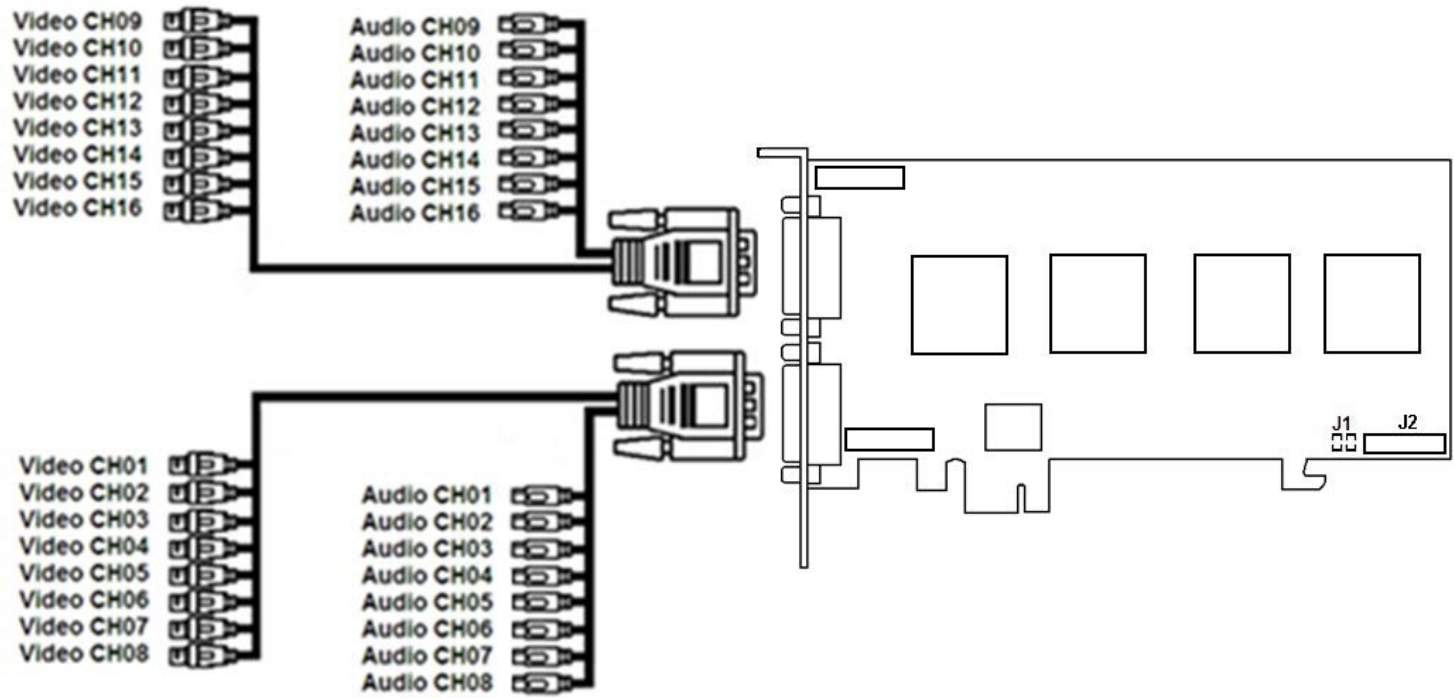 Video CH09
Video CH10
Video CH11
Video CH12
Video CH13
Video CH14
Video CH15
Video CH16
Audio CH09
Audio CH10
Audio CH11
Audio CH12
Audio CH13
Audio CH14
Audio CH15
Audio CH16
J1 J2
Video CH01
Video CH02
Video CH03
Video CH04
Video CH05
Video CH06
Video CH07
Video CH08
Audio CH01
Audio CH02
Audio CH03
Audio CH04
Audio CH05
Audio CH06
Audio CH07
Audio CH08